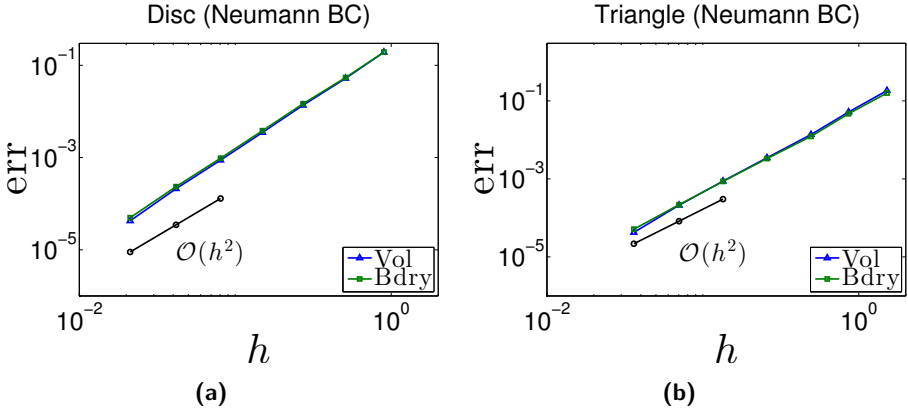 Disc (Neumann BC)
10^{-1}
10^{-3}
10^{-5}
err
O(h^2)
Vol
Bdry
10^{-2}
10^0
h
(a)
Triangle (Neumann BC)
10^{-1}
10^{-3}
10^{-5}
err
O(h^2)
Vol
Bdry
10^{-2}
10^0
h
(b)